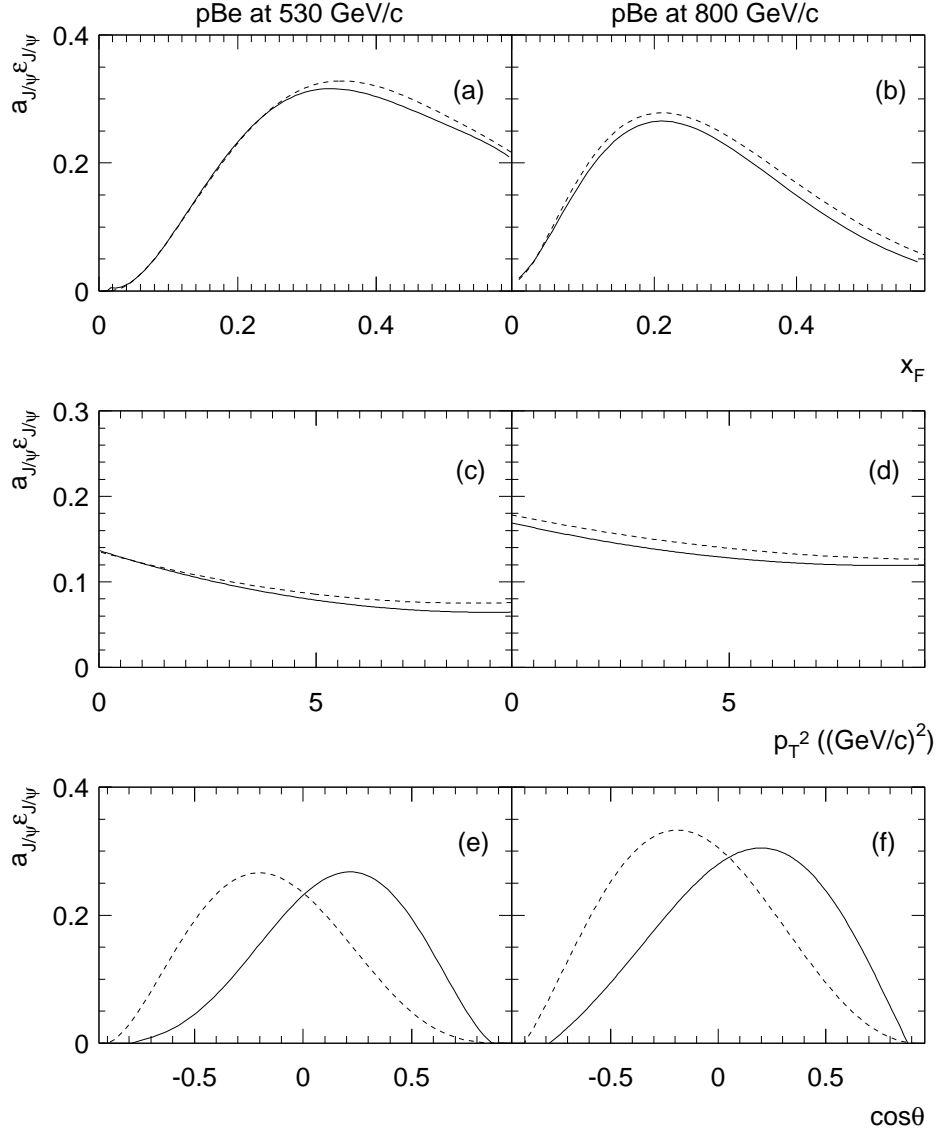 pBe at 530 GeV/c pBe at 800 GeV/c
a_{J/ψ}ε_{J/ψ}
0.4
0.2
0
(a) (b)
0 0.2 0.4 0 0.2 0.4
x_F
a_{J/ψ}ε_{J/ψ}
0.3
0.2
0.1
0
(c) (d)
0 5 0 5
p_T² ((GeV/c)²)
a_{J/ψ}ε_{J/ψ}
0.4
0.2
0
(e) (f)
-0.5 0 0.5 -0.5 0 0.5
cosθ